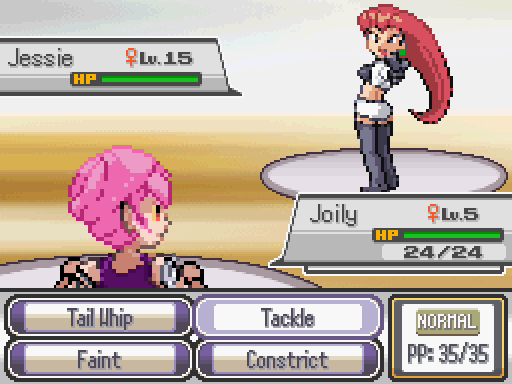 Jessie ♀Lv.15
HP
Joily ♀Lv.5
HP
24/24
Tail Whip
Tackle
Faint
Constrict
NORMAL
PP: 35/35